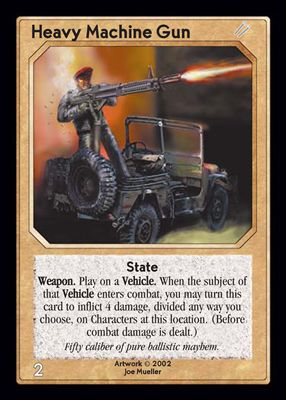 Heavy Machine Gun
State
Weapon. Play on a Vehicle. When the subject of
that Vehicle enters combat, you may turn this
card to inflict 4 damage, divided any way you
choose, on Characters at this location. (Before
combat damage is dealt.)
Fifty caliber of pure ballistic mayhem.
2
Artwork © 2002
Joe Mueller